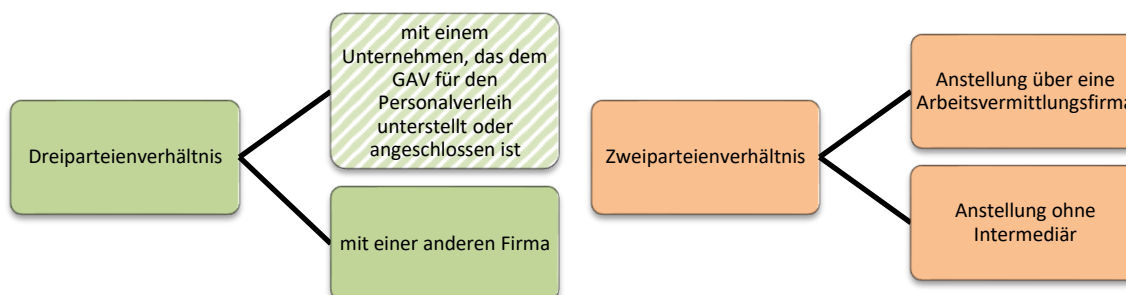 Dreiparteienverhältnis
mit einem
Unternehmen, das dem
GAV für den
Personalverleih
unterstellt oder
angeschlossen ist
mit einer anderen Firma
Zweiparteienverhältnis
Anstellung über eine
Arbeitsvermittlungsfirma
Anstellung ohne
Intermediär